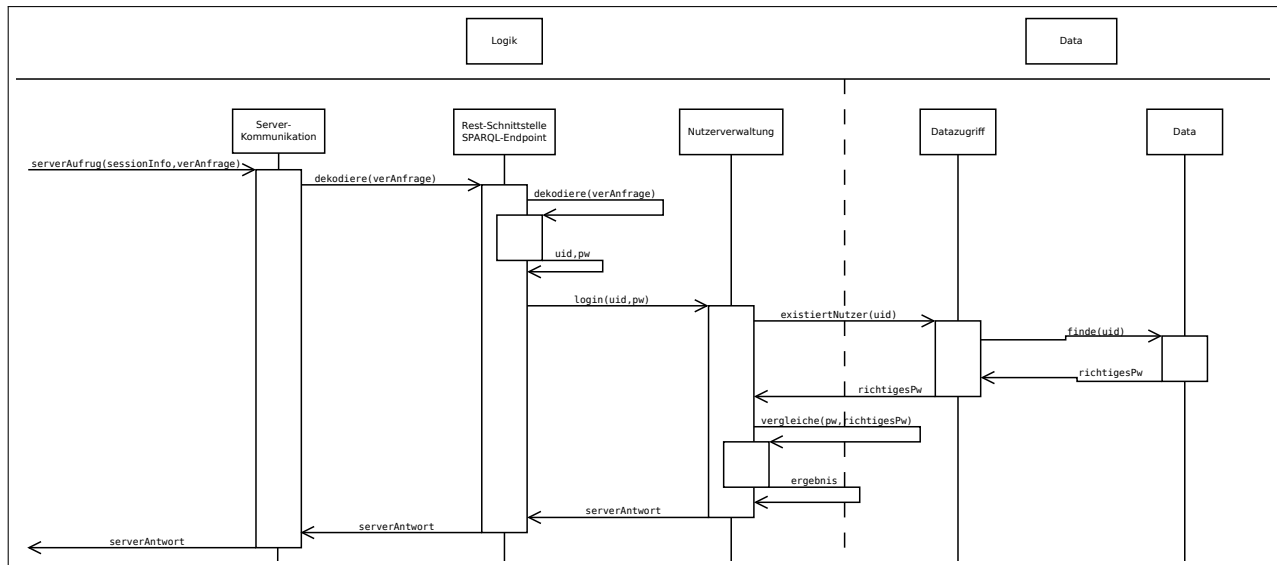 Logik
Data
Server-
Kommunikation
Rest-Schnittstelle
SPARQL-Endpoint
Nutzerverwaltung
Datazugriff
Data
serverAufrug(sessionInfo,verAnfrage)
dekodiere(verAnfrage)
dekodiere(verAnfrage)
uid,pw
login(uid,pw)
existiertNutzer(uid)
finde(uid)
richtigesPw
richtigesPw
vergleiche(pw,richtigesPw)
ergebnis
serverAntwort
serverAntwort
serverAntwort